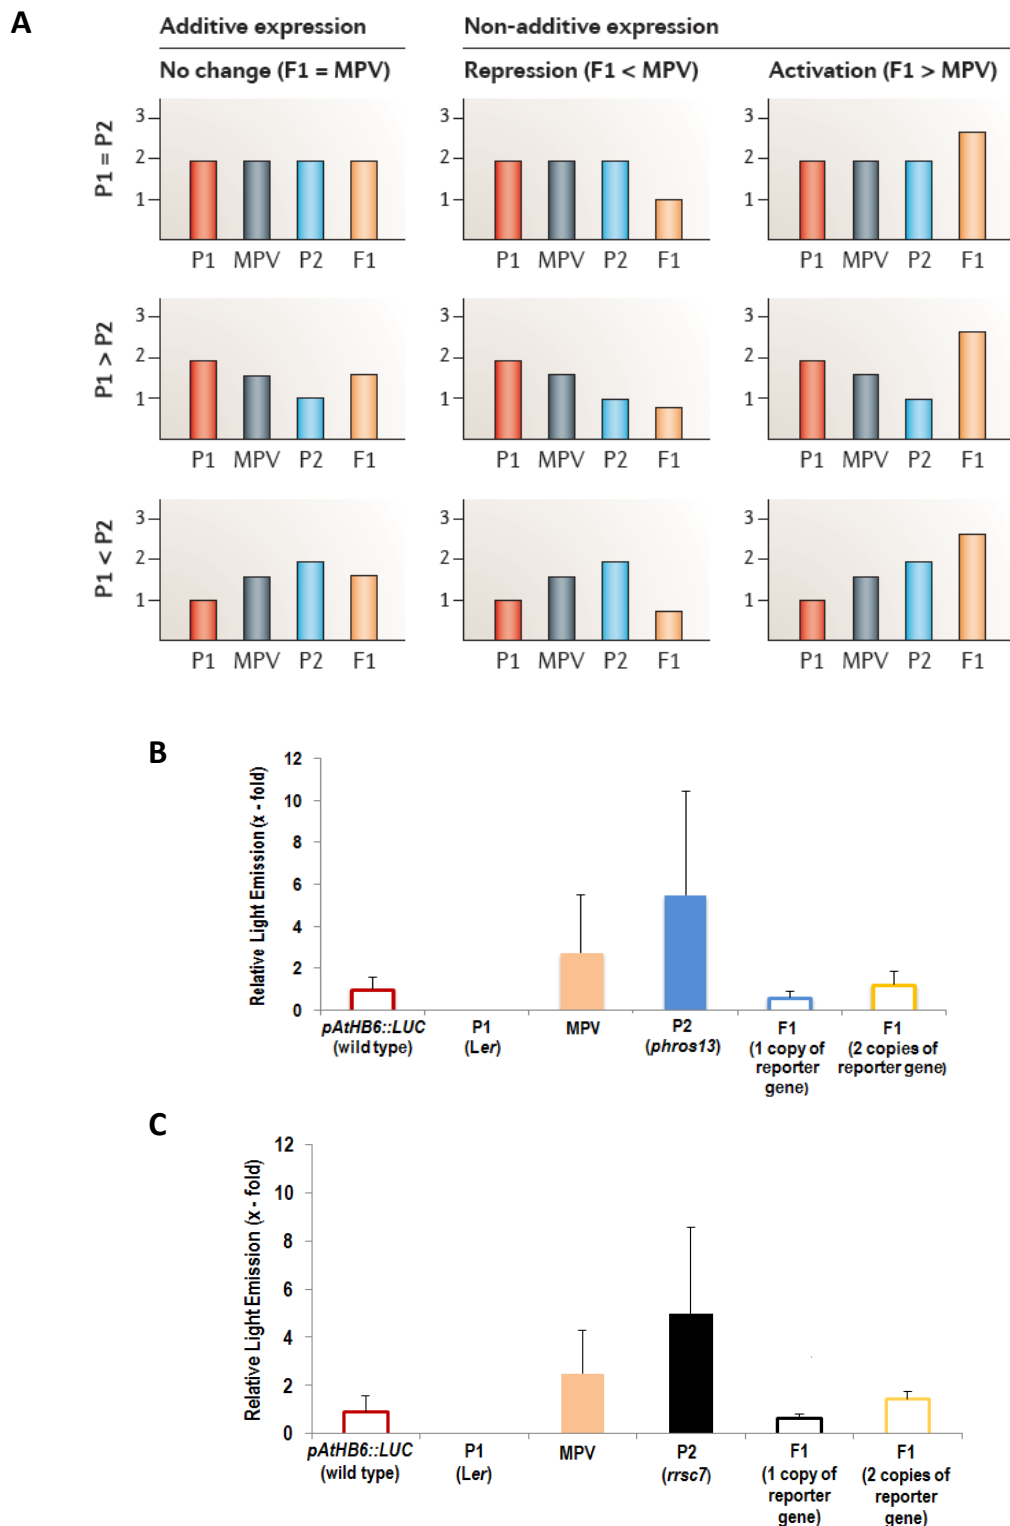 A
Additive expression
Non-additive expression
No change (F1 = MPV)
Repression (F1 < MPV)
Activation (F1 > MPV)
P1 = P2
3
2
1
P1 MPV P2 F1
3
2
1
P1 MPV P2 F1
3
2
1
P1 MPV P2 F1
P1 > P2
3
2
1
P1 MPV P2 F1
3
2
1
P1 MPV P2 F1
3
2
1
P1 MPV P2 F1
P1 < P2
3
2
1
P1 MPV P2 F1
3
2
1
P1 MPV P2 F1
3
2
1
P1 MPV P2 F1
B
Relative Light Emission (x - fold)
12
10
8
6
4
2
0
pAtHB6::LUC
(wild type)
P1
(Ler)
MPV
P2
(phros13)
F1
(1 copy of
reporter
gene)
F1
(2 copies of
reporter gene)
C
Relative Light Emission (x - fold)
12
10
8
6
4
2
0
pAtHB6::LUC
(wild type)
P1
(Ler)
MPV
P2
(rrsc7)
F1
(1 copy of
reporter
gene)
F1
(2 copies of
reporter
gene)